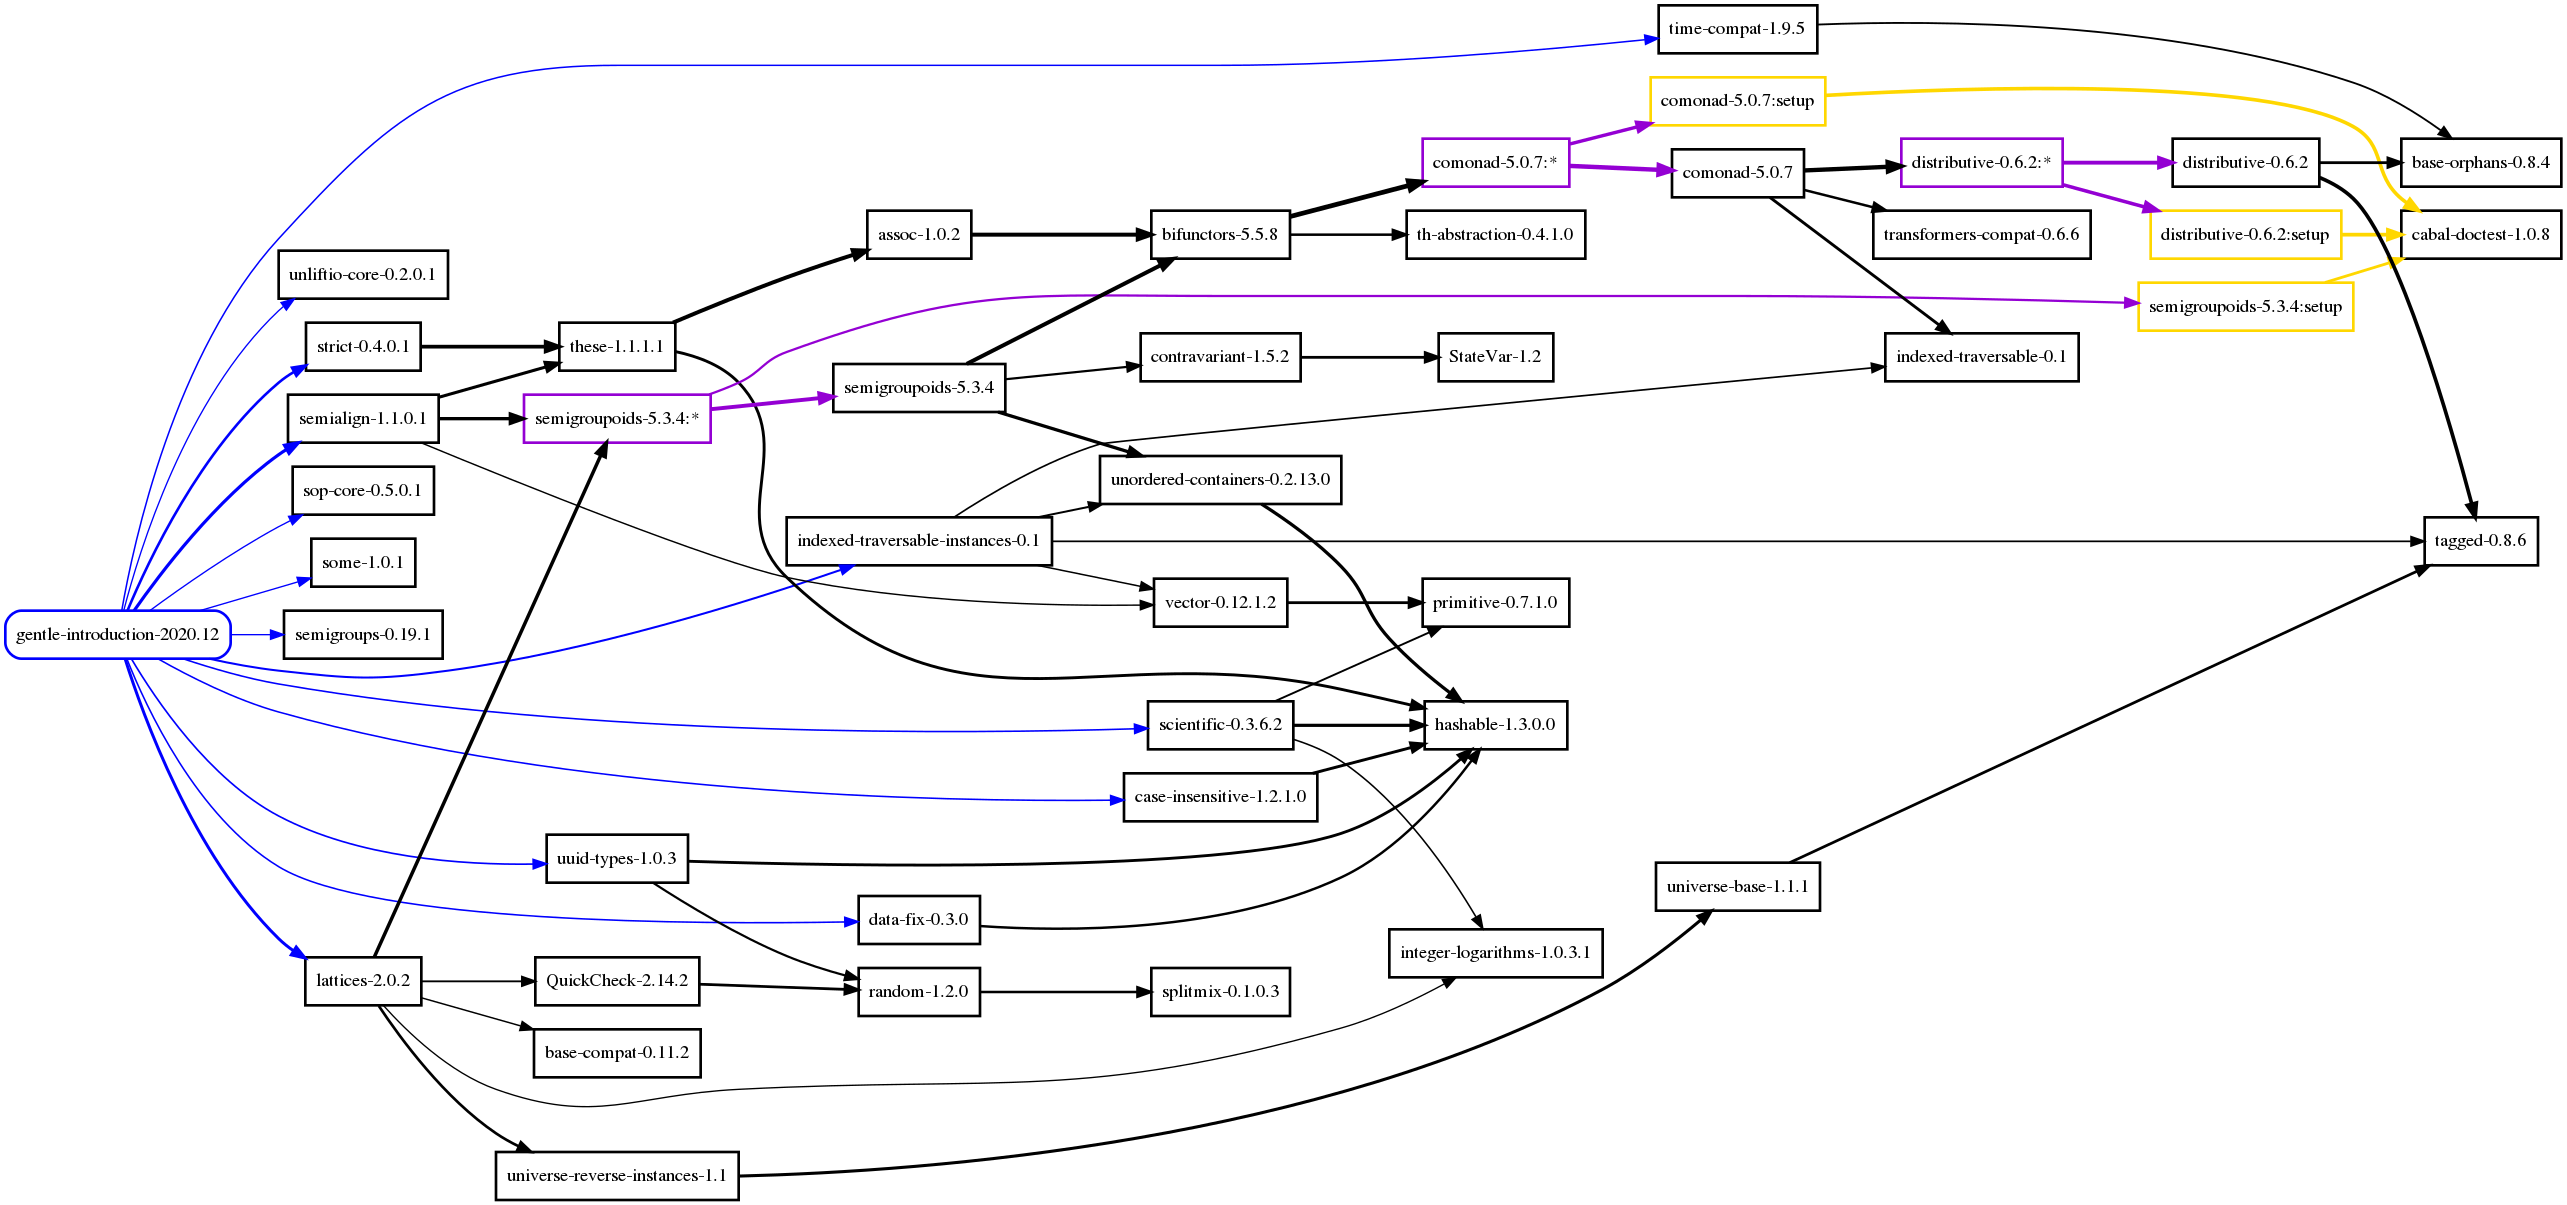 time-compat-1.9.5
comonad-5.0.7:setup
comonad-5.0.7:*
comonad-5.0.7
distributive-0.6.2:*
distributive-0.6.2
base-orphans-0.8.4
assoc-1.0.2
bifunctors-5.5.8
th-abstraction-0.4.1.0
transformers-compat-0.6.6
distributive-0.6.2:setup
cabal-doctest-1.0.8
unliftio-core-0.2.0.1
semigroupoids-5.3.4:setup
strict-0.4.0.1
these-1.1.1.1
contravariant-1.5.2
StateVar-1.2
indexed-traversable-0.1
semigroupoids-5.3.4
semialign-1.1.0.1
semigroupoids-5.3.4:*
unordered-containers-0.2.13.0
sop-core-0.5.0.1
indexed-traversable-instances-0.1
tagged-0.8.6
some-1.0.1
vector-0.12.1.2
primitive-0.7.1.0
gentle-introduction-2020.12
semigroups-0.19.1
scientific-0.3.6.2
hashable-1.3.0.0
case-insensitive-1.2.1.0
uuid-types-1.0.3
universe-base-1.1.1
data-fix-0.3.0
integer-logarithms-1.0.3.1
lattices-2.0.2
QuickCheck-2.14.2
random-1.2.0
splitmix-0.1.0.3
base-compat-0.11.2
universe-reverse-instances-1.1